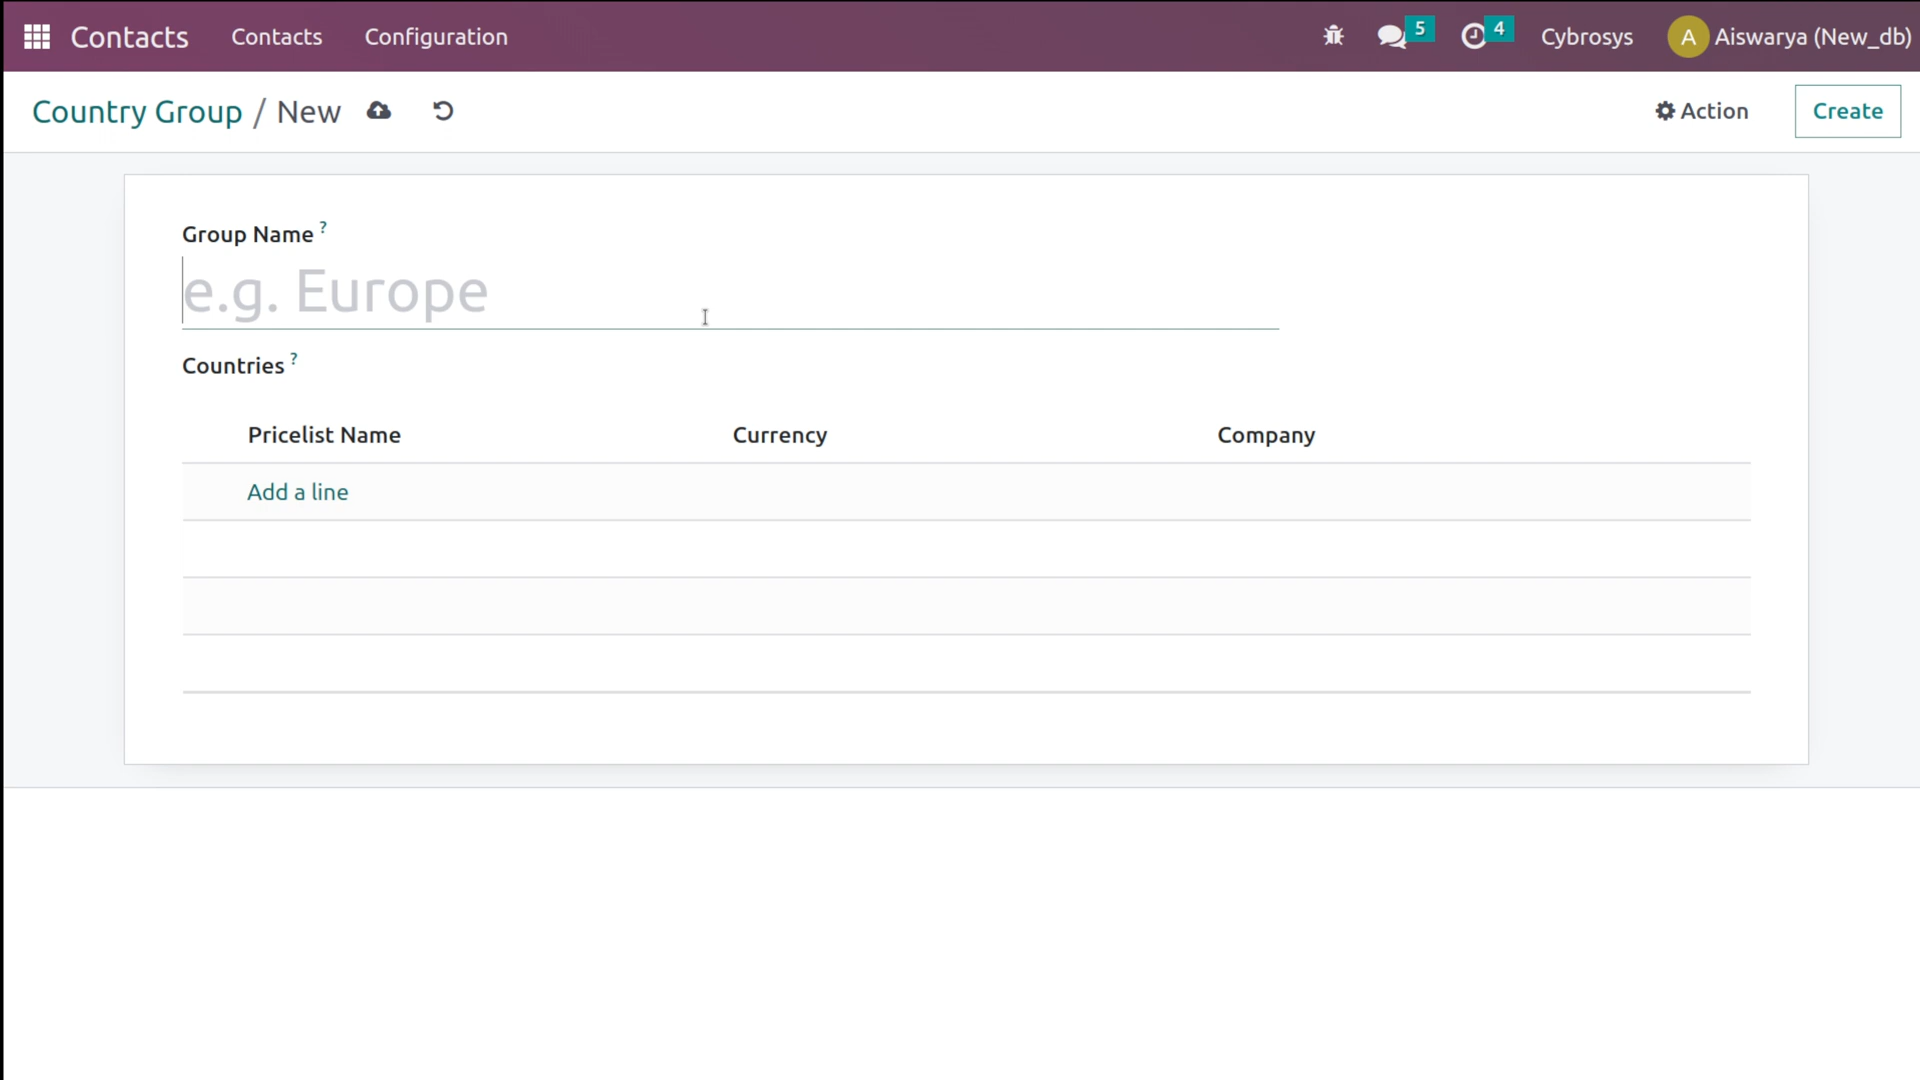 Contacts Contacts Configuration 5 4 Cybrosys A Aiswarya (New_db)
Country Group / New Action Create
Group Name ?
e.g. Europe
Countries ?
Pricelist Name Currency Company
Add a line